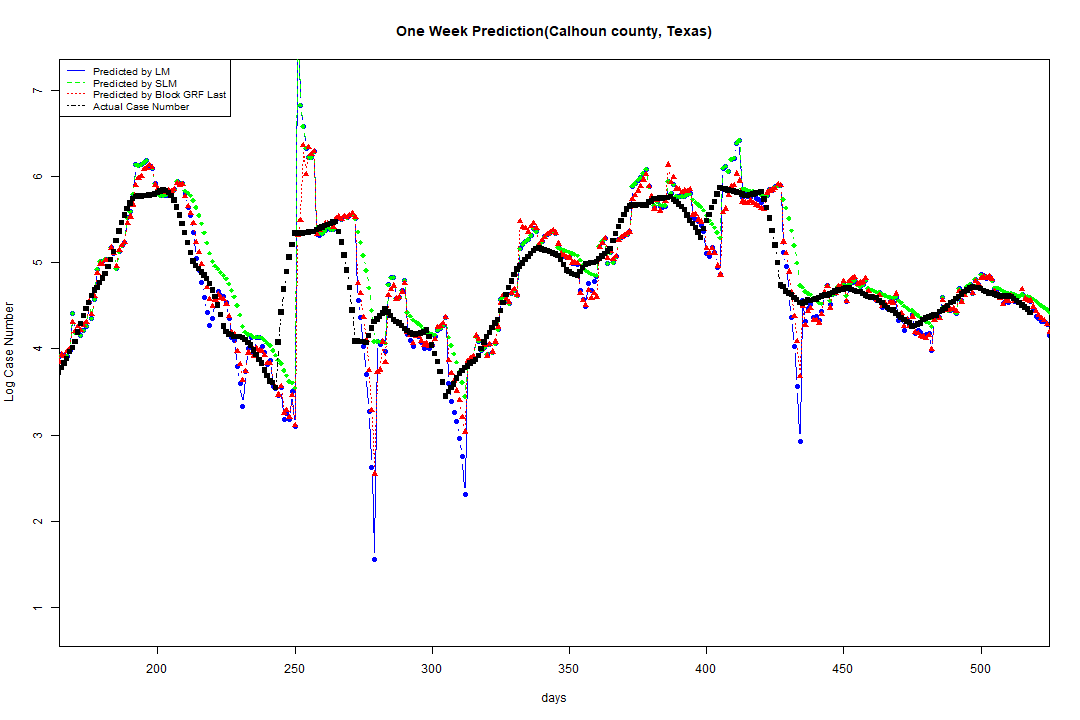 One Week Prediction(Calhoun county, Texas)
Predicted by LM
Predicted by SLM
Predicted by Block GRF Last
Actual Case Number
Log Case Number
7
6
5
4
3
2
1
200 250 300 350 400 450 500
days